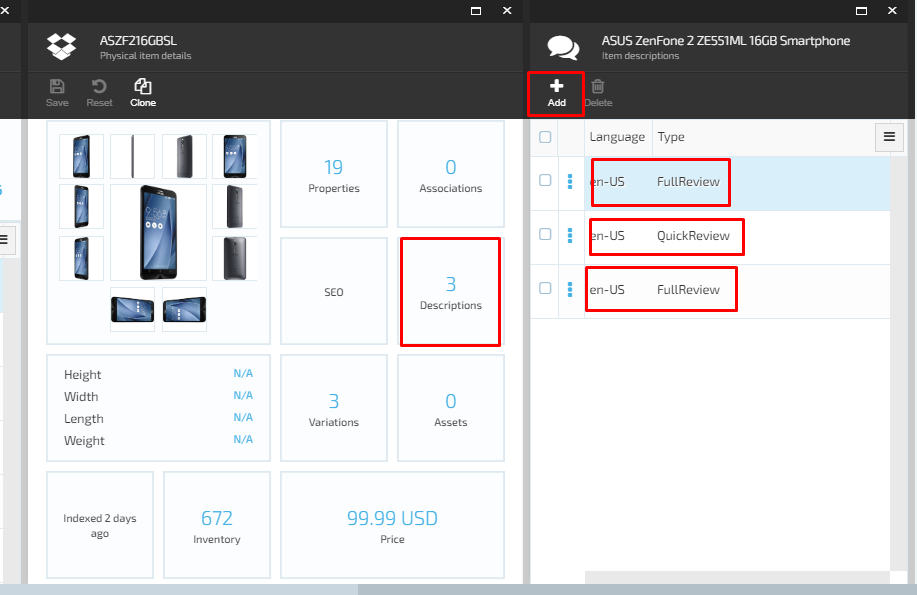 ASZF216GBSL
Physical item details
Save
Reset
Clone
19
Properties
0
Associations
SEO
3
Descriptions
Height N/A
Width N/A
Length N/A
Weight N/A
3
Variations
0
Assets
Indexed 2 days
ago
672
Inventory
99.99 USD
Price
ASUS ZenFone 2 ZE551ML 16GB Smartphone
Item descriptions
Add
Delete
Language Type
en-US FullReview
en-US QuickReview
en-US FullReview